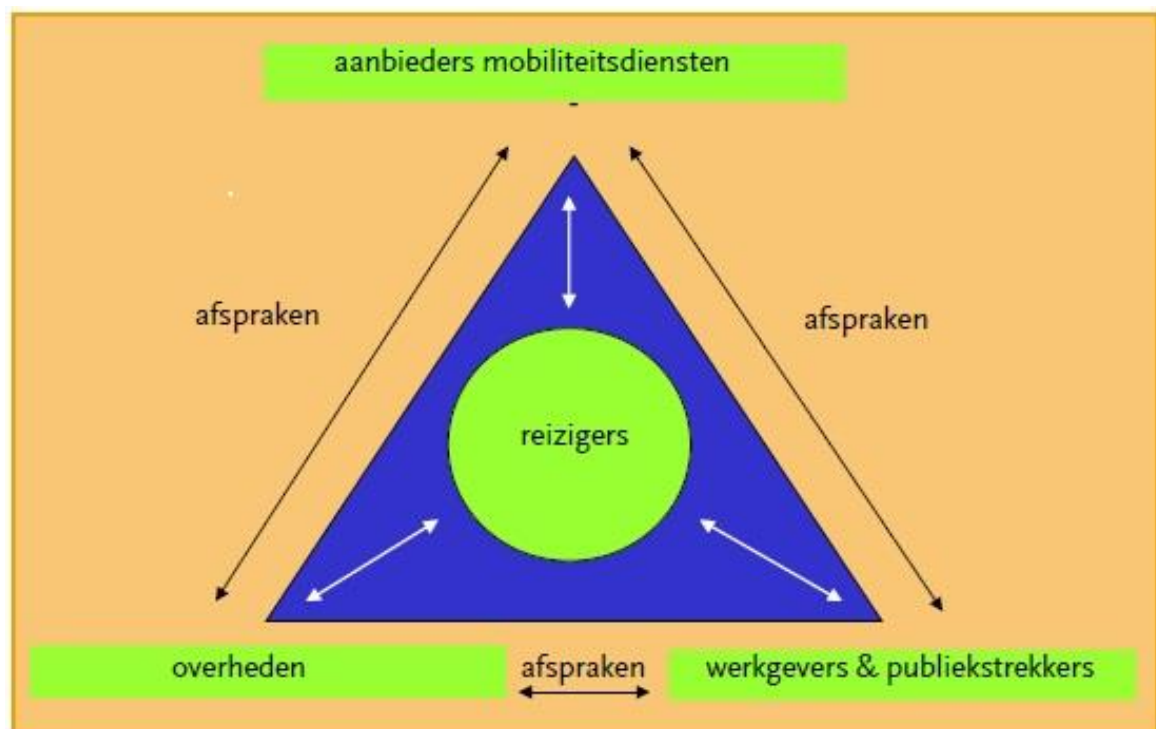 aanbieders mobiliteitsdiensten
-
afspraken
afspraken
reizigers
overheden
afspraken
werkgevers & publiekstrekkers